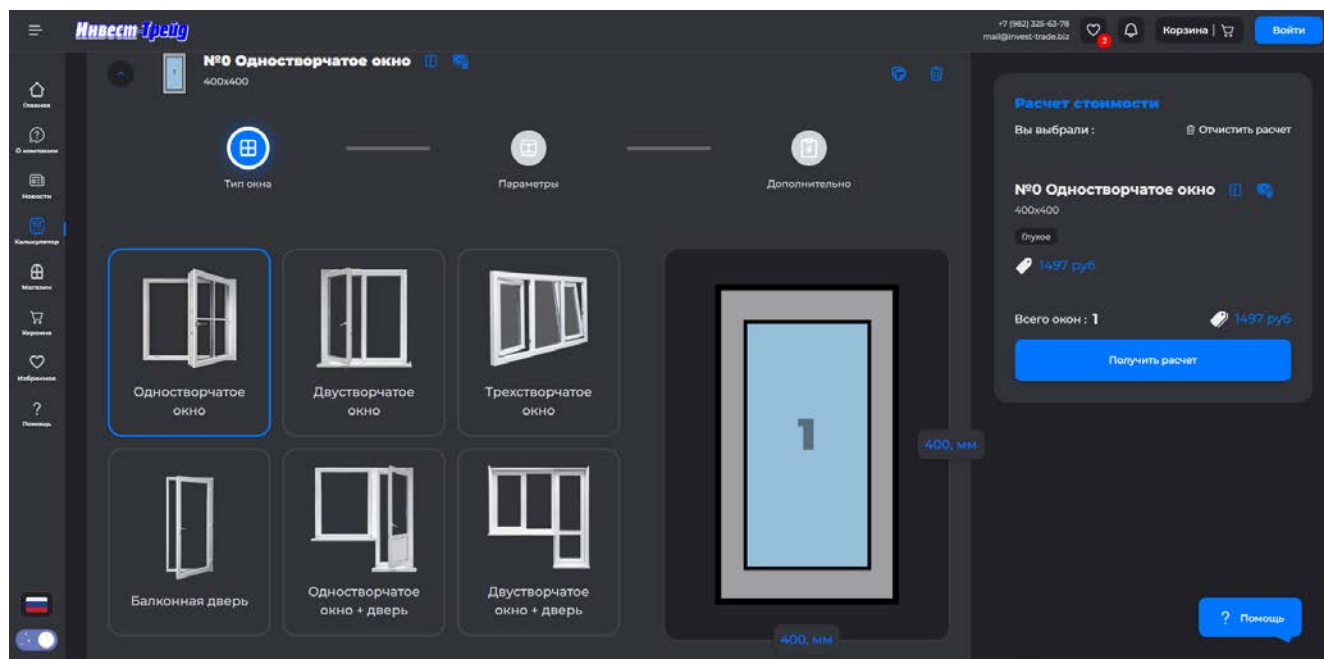 Инвест-Трейд
+7 (982) 325-63-78
mail@invest-trade.biz
2
Корзина |
Войти
Главная
О компании
Новости
Калькулятор
Магазин
Корзина
Избранное
?
Помощь
1
№0 Одностворчатое окно
400x400
Тип окна
Параметры
Дополнительно
Одностворчатое
окно
Двустворчатое
окно
Трехстворчатое
окно
Балконная дверь
Одностворчатое
окно + дверь
Двустворчатое
окно + дверь
1
400, мм
400, мм
Расчет стоимости
Вы выбрали :
Отчистить расчет
№0 Одностворчатое окно
400x400
Глухое
1497 руб
Всего окон : 1
1497 руб
Получить расчет
? Помощь